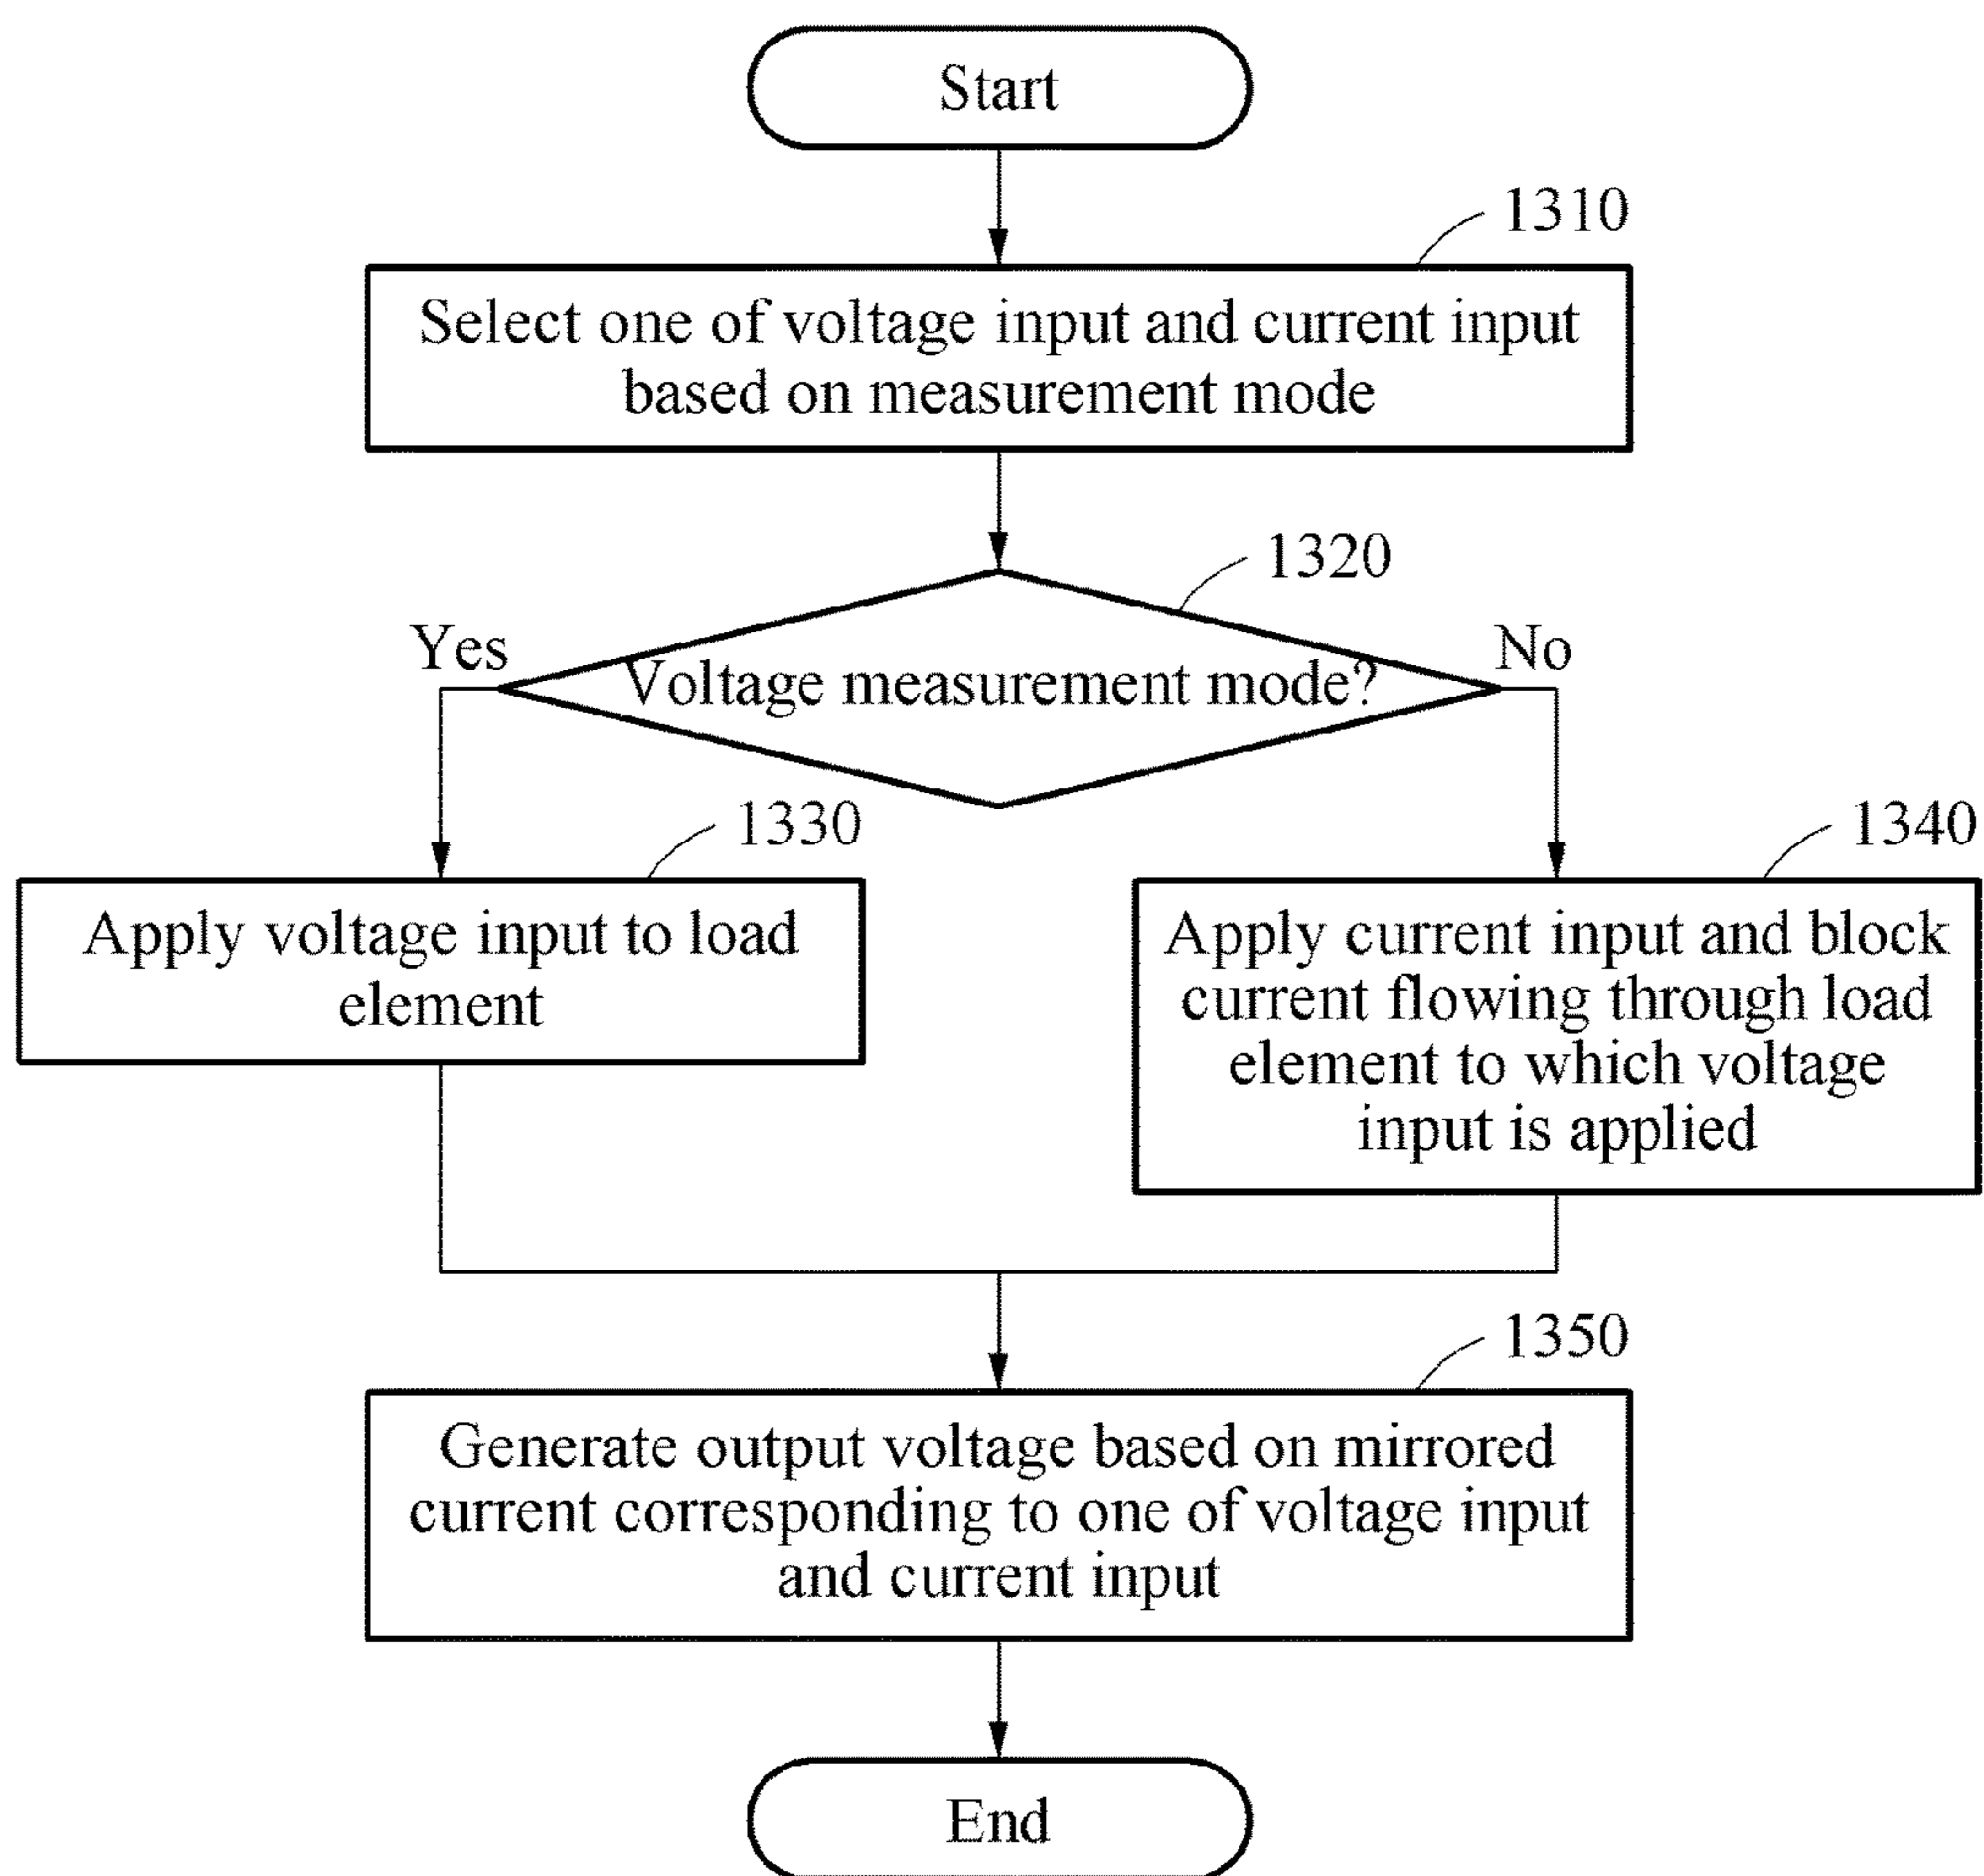 Start
1310
Select one of voltage input and current input
based on measurement mode
1320
Yes
Voltage measurement mode?
No
1330
Apply voltage input to load
element
1340
Apply current input and block
current flowing through load
element to which voltage
input is applied
1350
Generate output voltage based on mirrored
current corresponding to one of voltage input
and current input
End